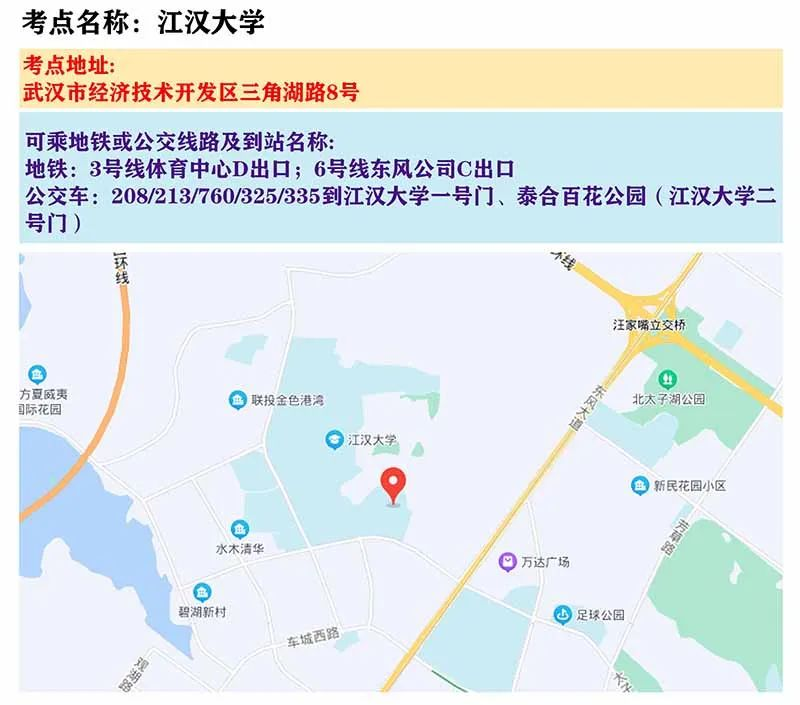 考点名称：江汉大学
考点地址:
武汉市经济技术开发区三角湖路8号
可乘地铁或公交线路及到站名称:
地铁：3号线体育中心D出口；6号线东风公司C出口
公交车：208/213/760/325/335到江汉大学一号门、泰合百花公园（江汉大学二
号门）
环线
环线
汪家嘴立交桥
方夏威夷
国际花园
联投金色港湾
东风大道
北太子湖公园
江汉大学
新民花园小区
芳草路
水木清华
万达广场
碧湖新村
足球公园
车城西路
观湖路